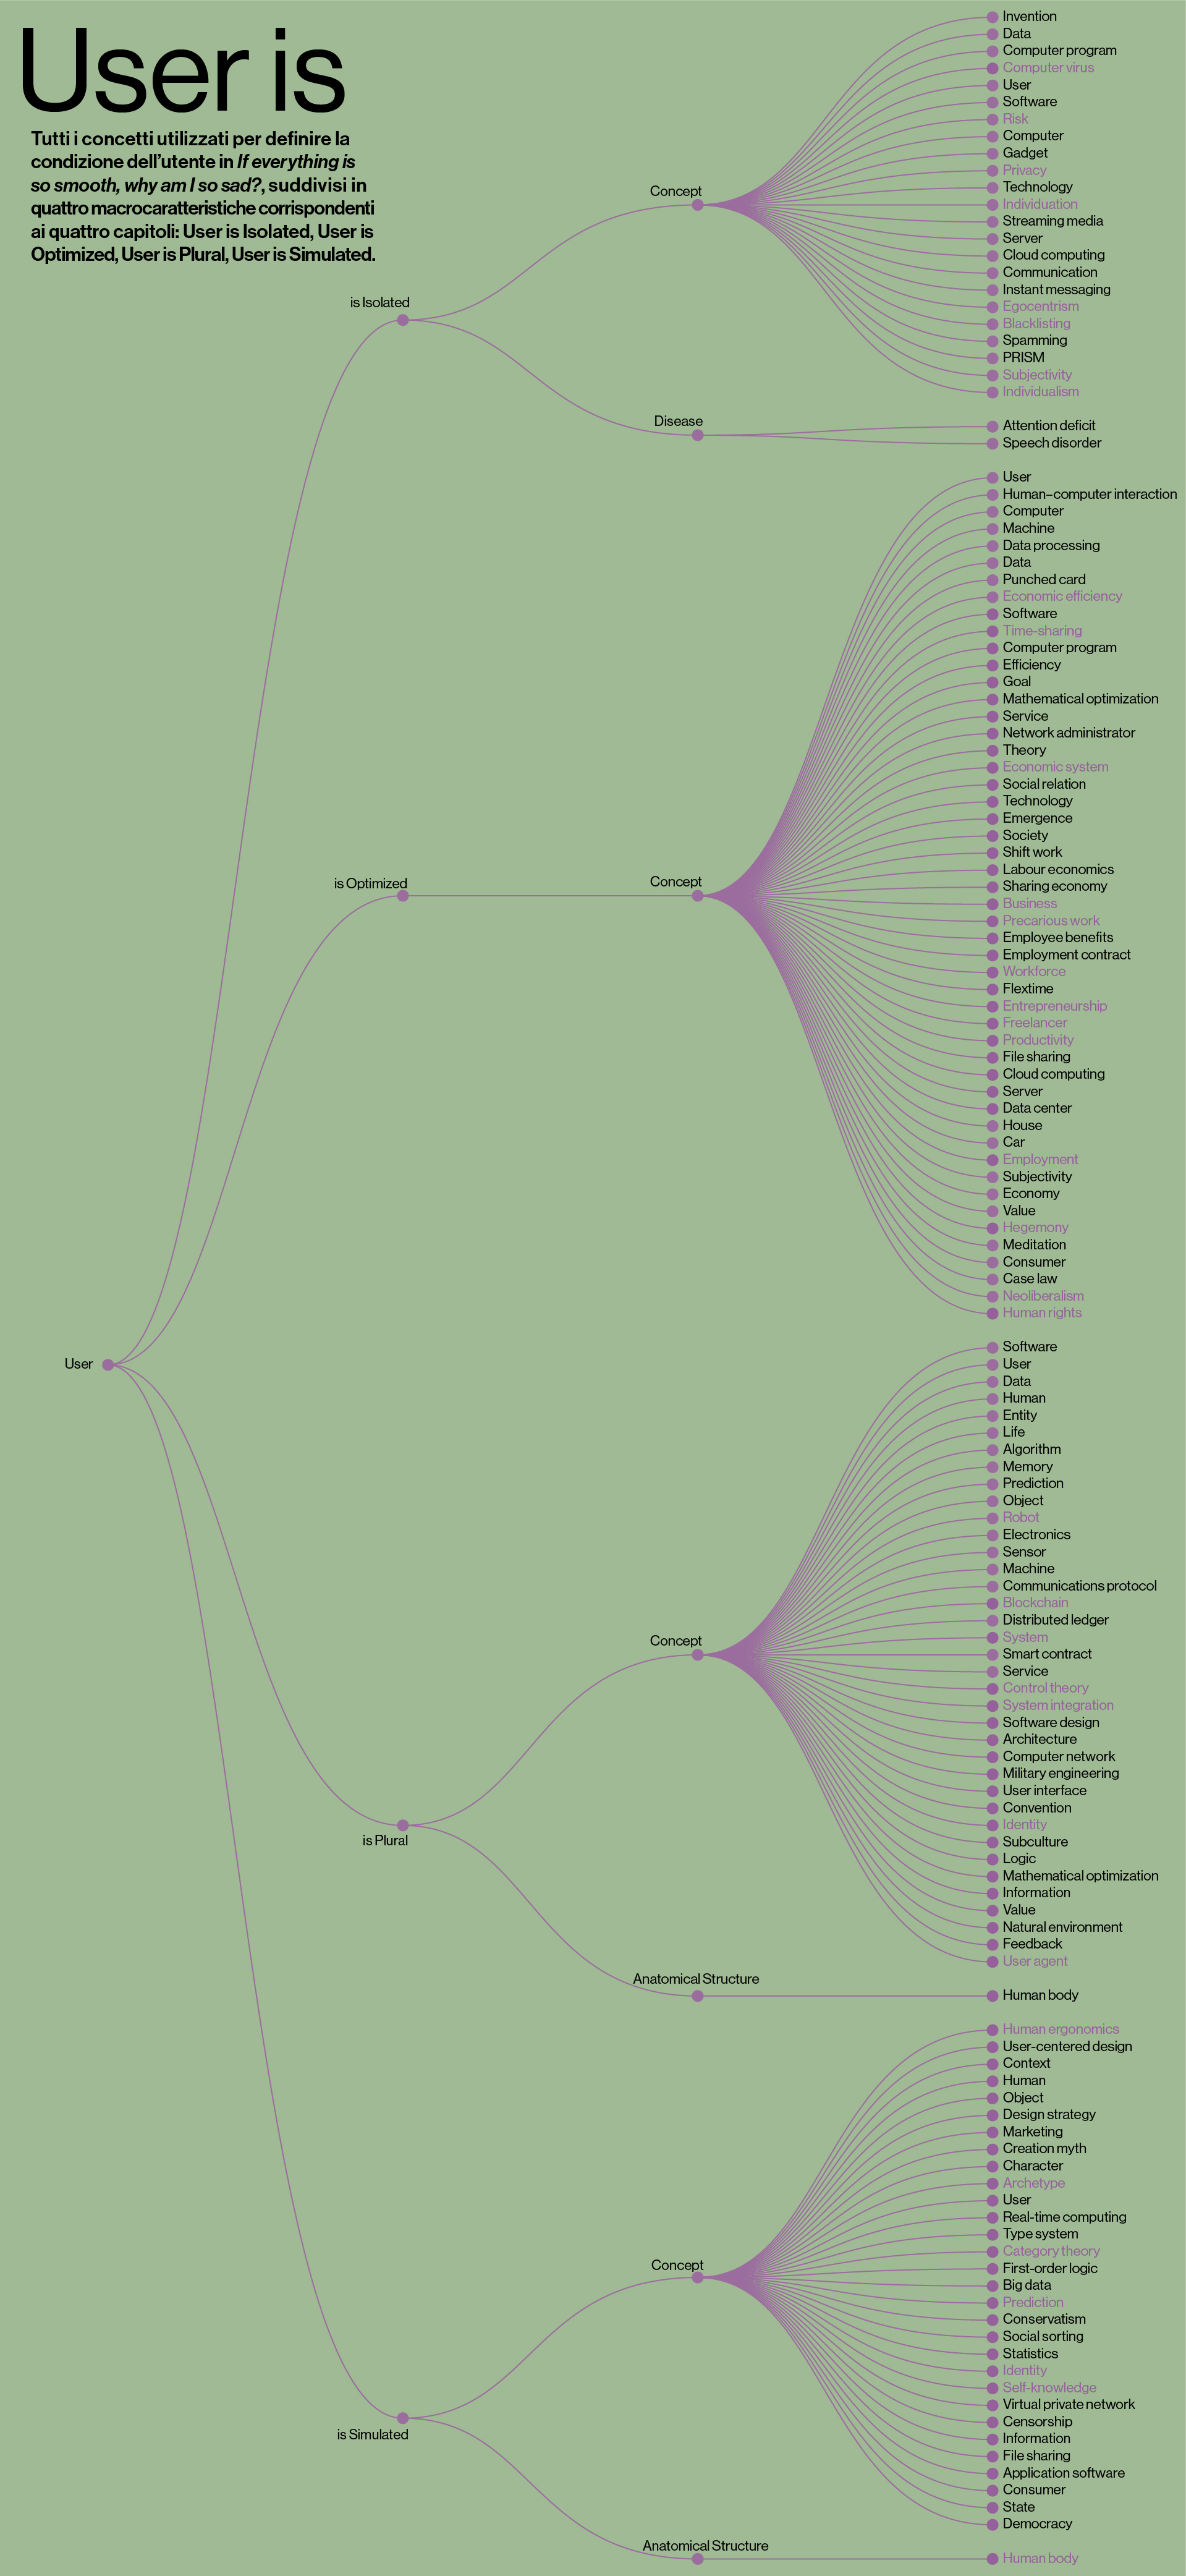 User is
Tutti i concetti utilizzati per definire la
condizione dell’utente in If everything is
so smooth, why am I so sad?, suddivisi in
quattro macrocaratteristiche corrispondenti
ai quattro capitoli: User is Isolated, User is
Optimized, User is Plural, User is Simulated.
User
is Isolated
Concept
Invention
Data
Computer program
Computer virus
User
Software
Risk
Computer
Gadget
Privacy
Technology
Individuation
Streaming media
Server
Cloud computing
Communication
Instant messaging
Egocentrism
Blacklisting
Spamming
PRISM
Subjectivity
Individualism
Disease
Attention deficit
Speech disorder
is Optimized
Concept
User
Human–computer interaction
Computer
Machine
Data processing
Data
Punched card
Economic efficiency
Software
Time-sharing
Computer program
Efficiency
Goal
Mathematical optimization
Service
Network administrator
Theory
Economic system
Social relation
Technology
Emergence
Society
Shift work
Labour economics
Sharing economy
Business
Precarious work
Employee benefits
Employment contract
Workforce
Flextime
Entrepreneurship
Freelancer
Productivity
File sharing
Cloud computing
Server
Data center
House
Car
Employment
Subjectivity
Economy
Value
Hegemony
Meditation
Consumer
Case law
Neoliberalism
Human rights
is Plural
Concept
Software
User
Data
Human
Entity
Life
Algorithm
Memory
Prediction
Object
Robot
Electronics
Sensor
Machine
Communications protocol
Blockchain
Distributed ledger
System
Smart contract
Service
Control theory
System integration
Software design
Architecture
Computer network
Military engineering
User interface
Convention
Identity
Subculture
Logic
Mathematical optimization
Information
Value
Natural environment
Feedback
User agent
Anatomical Structure
Human body
is Simulated
Concept
Human ergonomics
User-centered design
Context
Human
Object
Design strategy
Marketing
Creation myth
Character
Archetype
User
Real-time computing
Type system
Category theory
First-order logic
Big data
Prediction
Conservatism
Social sorting
Statistics
Identity
Self-knowledge
Virtual private network
Censorship
Information
File sharing
Application software
Consumer
State
Democracy
Anatomical Structure
Human body